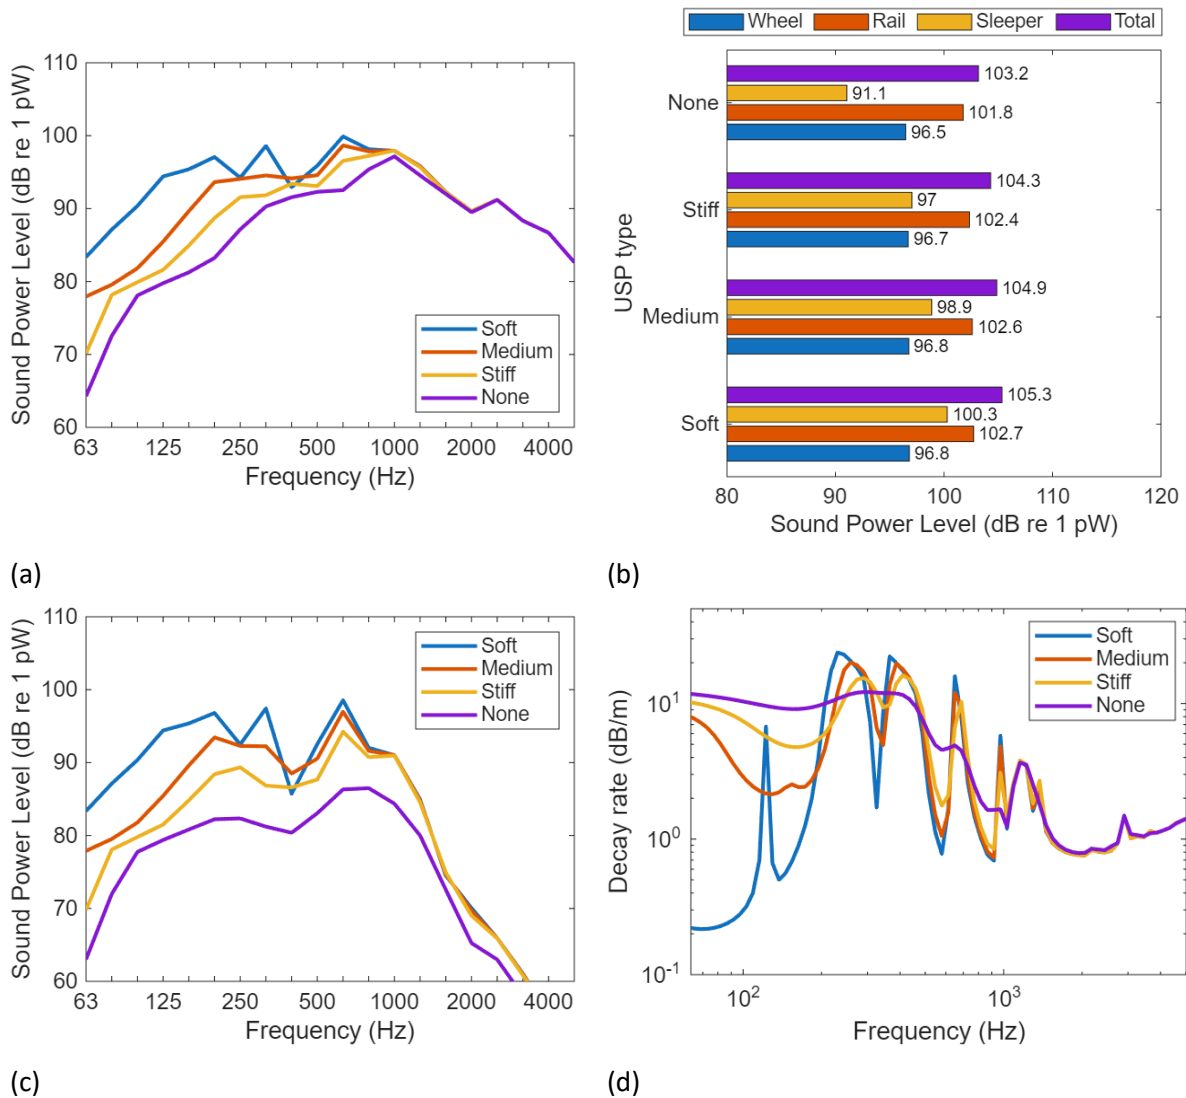 110
100
90
80
70
60
63 125 250 500 1000 2000 4000
Sound Power Level (dB re 1 pW)
Frequency (Hz)
Soft
Medium
Stiff
None
(a)
Wheel Rail Sleeper Total
USP type
None
103.2
91.1
101.8
96.5
Stiff
104.3
97
102.4
96.7
Medium
104.9
98.9
102.6
96.8
Soft
105.3
100.3
102.7
96.8
80 90 100 110 120
Sound Power Level (dB re 1 pW)
(b)
110
100
90
80
70
60
63 125 250 500 1000 2000 4000
Sound Power Level (dB re 1 pW)
Frequency (Hz)
Soft
Medium
Stiff
None
(c)
10¹
10⁰
10⁻¹
10² 10³
Decay rate (dB/m)
Frequency (Hz)
Soft
Medium
Stiff
None
(d)